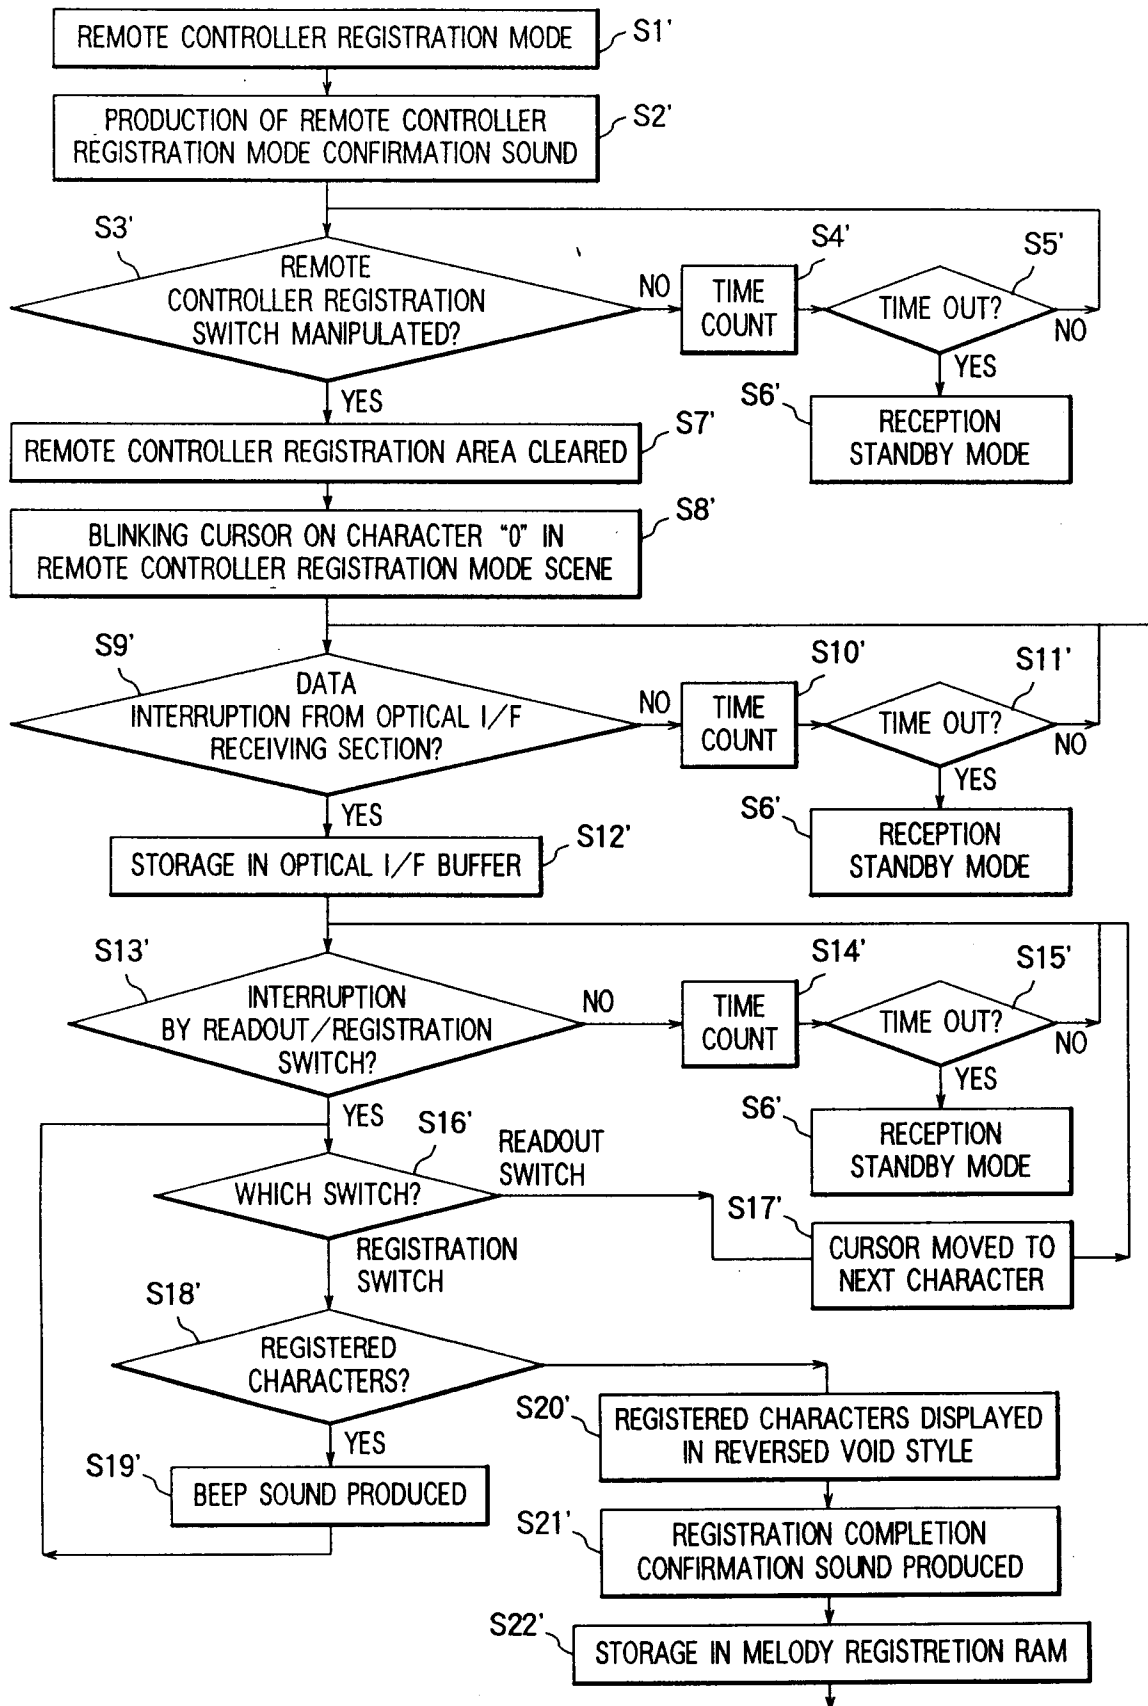 REMOTE CONTROLLER REGISTRATION MODE
S1'
PRODUCTION OF REMOTE CONTROLLER
REGISTRATION MODE CONFIRMATION SOUND
S2'
S3'
REMOTE
CONTROLLER REGISTRATION
SWITCH MANIPULATED?
NO
YES
S4'
TIME
COUNT
S5'
TIME OUT?
NO
YES
S6'
RECEPTION
STANDBY MODE
S7'
REMOTE CONTROLLER REGISTRATION AREA CLEARED
S8'
BLINKING CURSOR ON CHARACTER "0" IN
REMOTE CONTROLLER REGISTRATION MODE SCENE
S9'
DATA
INTERRUPTION FROM OPTICAL I/F
RECEIVING SECTION?
NO
YES
S10'
TIME
COUNT
S11'
TIME OUT?
NO
YES
S6'
RECEPTION
STANDBY MODE
S12'
STORAGE IN OPTICAL I/F BUFFER
S13'
INTERRUPTION
BY READOUT/REGISTRATION
SWITCH?
NO
YES
S14'
TIME
COUNT
S15'
TIME OUT?
NO
YES
S6'
RECEPTION
STANDBY MODE
S16'
WHICH SWITCH?
READOUT
SWITCH
REGISTRATION
SWITCH
S17'
CURSOR MOVED TO
NEXT CHARACTER
S18'
REGISTERED
CHARACTERS?
YES
S19'
BEEP SOUND PRODUCED
S20'
REGISTERED CHARACTERS DISPLAYED
IN REVERSED VOID STYLE
S21'
REGISTRATION COMPLETION
CONFIRMATION SOUND PRODUCED
S22'
STORAGE IN MELODY REGISTRETION RAM